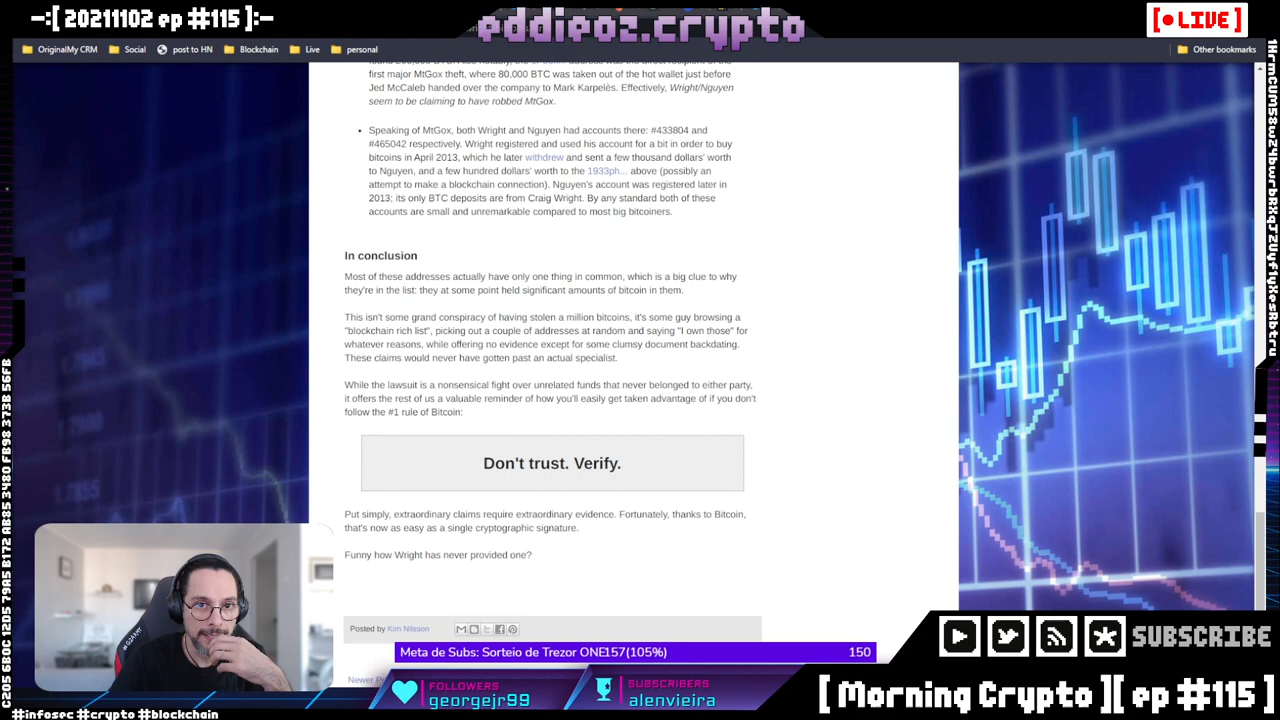 -:[ 20211102 ep #115 ]:-
eddieoz.crypto
[● LIVE ]
OriginalMy CRM
Social
post to HN
Blockchain
Live
personal
Other bookmarks
first major MtGox theft, where 80,000 BTC was taken out of the hot wallet just before
Jed McCaleb handed over the company to Mark Karpelès. Effectively, Wright/Nguyen
seem to be claiming to have robbed MtGox.
• Speaking of MtGox, both Wright and Nguyen had accounts there: #433804 and
#465042 respectively. Wright registered and used his account for a bit in order to buy
bitcoins in April 2013, which he later withdrew and sent a few thousand dollars' worth
to Nguyen, and a few hundred dollars' worth to the 1933ph... above (possibly an
attempt to make a blockchain connection). Nguyen's account was registered later in
2013; its only BTC deposits are from Craig Wright. By any standard both of these
accounts are small and unremarkable compared to most big bitcoiners.
In conclusion
Most of these addresses actually have only one thing in common, which is a big clue to why
they're in the list: they at some point held significant amounts of bitcoin in them.
This isn't some grand conspiracy of having stolen a million bitcoins, it's some guy browsing a
"blockchain rich list", picking out a couple of addresses at random and saying "I own those" for
whatever reasons, while offering no evidence except for some clumsy document backdating.
These claims would never have gotten past an actual specialist.
While the lawsuit is a nonsensical fight over unrelated funds that never belonged to either party,
it offers the rest of us a valuable reminder of how you'll easily get taken advantage of if you don't
follow the #1 rule of Bitcoin:
Don't trust. Verify.
Put simply, extraordinary claims require extraordinary evidence. Fortunately, thanks to Bitcoin,
that's now as easy as a single cryptographic signature.
Funny how Wright has never provided one?
Posted by Kim Nilsson
Meta de Subs: Sorteio de Trezor ONE157(105%)
150
SUBSCRIBE
FOLLOWERS
georgejr99
SUBSCRIBERS
alenvieira
[ Morning Crypto ][ ep #115 ]
#infosec #crypto #blockchain